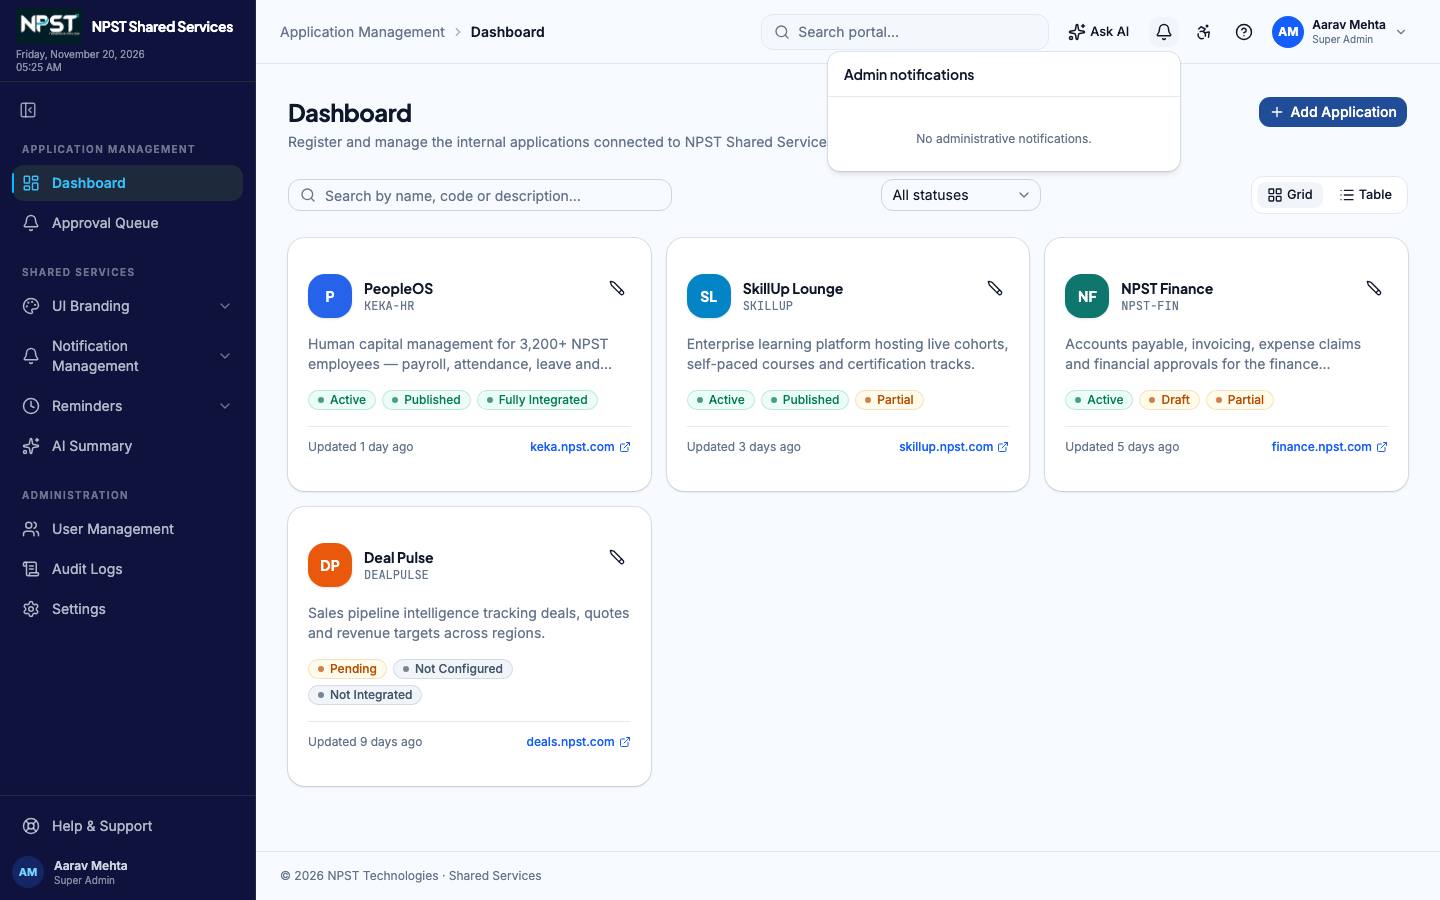 NPST NPST Shared Services
Friday, November 20, 2026
05:25 AM
APPLICATION MANAGEMENT
Dashboard
Approval Queue
SHARED SERVICES
UI Branding
Notification
Management
Reminders
AI Summary
ADMINISTRATION
User Management
Audit Logs
Settings
Help & Support
AM Aarav Mehta
Super Admin
Application Management > Dashboard
Search portal...
Ask AI
AM Aarav Mehta
Super Admin
Admin notifications
No administrative notifications.
Dashboard
Register and manage the internal applications connected to NPST Shared Service
+ Add Application
Search by name, code or description...
All statuses
Grid
Table
P PeopleOS
KEKA-HR
Human capital management for 3,200+ NPST
employees — payroll, attendance, leave and...
Active Published Fully Integrated
Updated 1 day ago keka.npst.com
SL SkillUp Lounge
SKILLUP
Enterprise learning platform hosting live cohorts,
self-paced courses and certification tracks.
Active Published Partial
Updated 3 days ago skillup.npst.com
NF NPST Finance
NPST-FIN
Accounts payable, invoicing, expense claims
and financial approvals for the finance...
Active Draft Partial
Updated 5 days ago finance.npst.com
DP Deal Pulse
DEALPULSE
Sales pipeline intelligence tracking deals, quotes
and revenue targets across regions.
Pending Not Configured
Not Integrated
Updated 9 days ago deals.npst.com
© 2026 NPST Technologies · Shared Services